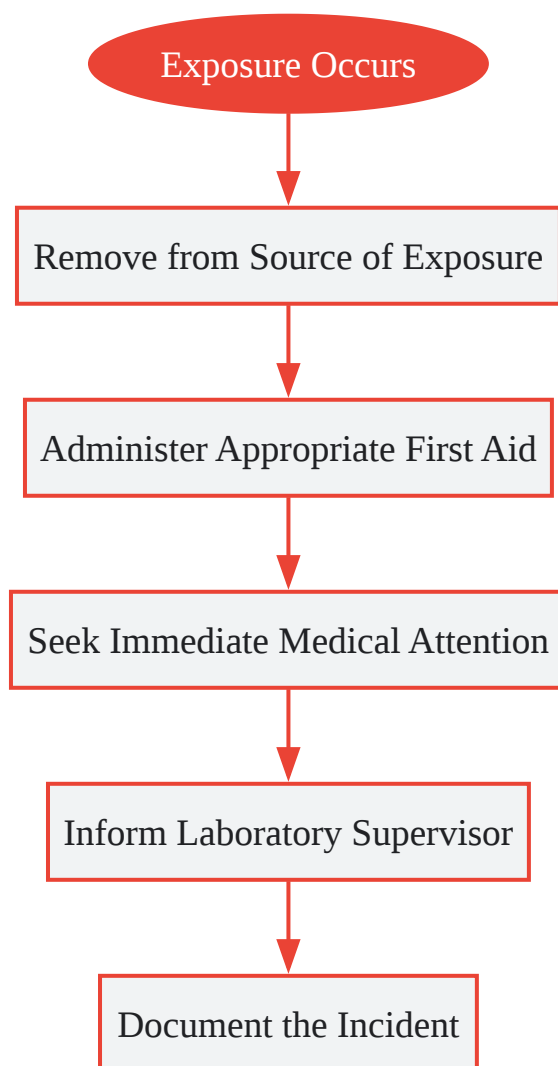 Exposure Occurs
Remove from Source of Exposure
Administer Appropriate First Aid
Seek Immediate Medical Attention
Inform Laboratory Supervisor
Document the Incident